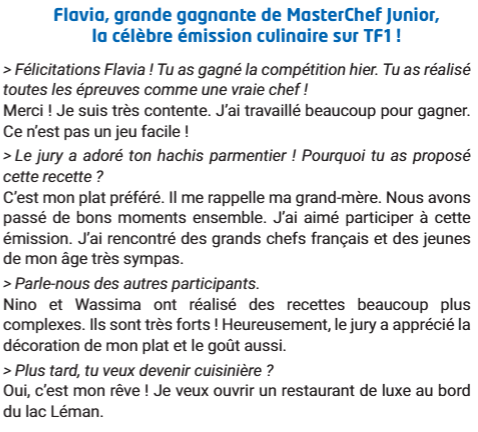 Flavia, grande gagnante de MasterChef Junior,
la célèbre émission culinaire sur TF1 !
> Félicitations Flavia ! Tu as gagné la compétition hier. Tu as réalisé
toutes les épreuves comme une vraie chef !
Merci ! Je suis très contente. J'ai travaillé beaucoup pour gagner.
Ce n'est pas un jeu facile !
> Le jury a adoré ton hachis parmentier ! Pourquoi tu as proposé
cette recette ?
C'est mon plat préféré. Il me rappelle ma grand-mère. Nous avons
passé de bons moments ensemble. J'ai aimé participer à cette
émission. J'ai rencontré des grands chefs français et des jeunes
de mon âge très sympas.
> Parle-nous des autres participants.
Nino et Wassima ont réalisé des recettes beaucoup plus
complexes. Ils sont très forts ! Heureusement, le jury a apprécié la
décoration de mon plat et le goût aussi.
> Plus tard, tu veux devenir cuisinière ?
Oui, c'est mon rêve ! Je veux ouvrir un restaurant de luxe au bord
du lac Léman.